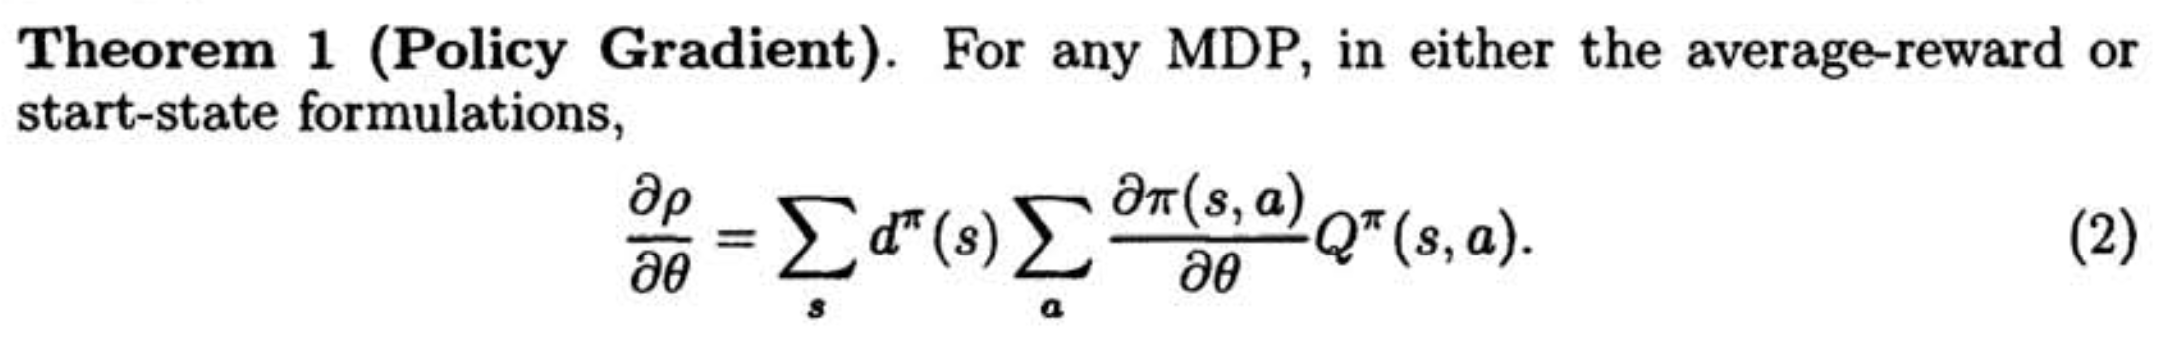 Theorem 1 (Policy Gradient). For any MDP, in either the average-reward or
start-state formulations,
∂ρ/∂θ = ∑_s d^π(s) ∑_a ∂π(s, a)/∂θ Q^π(s, a). (2)